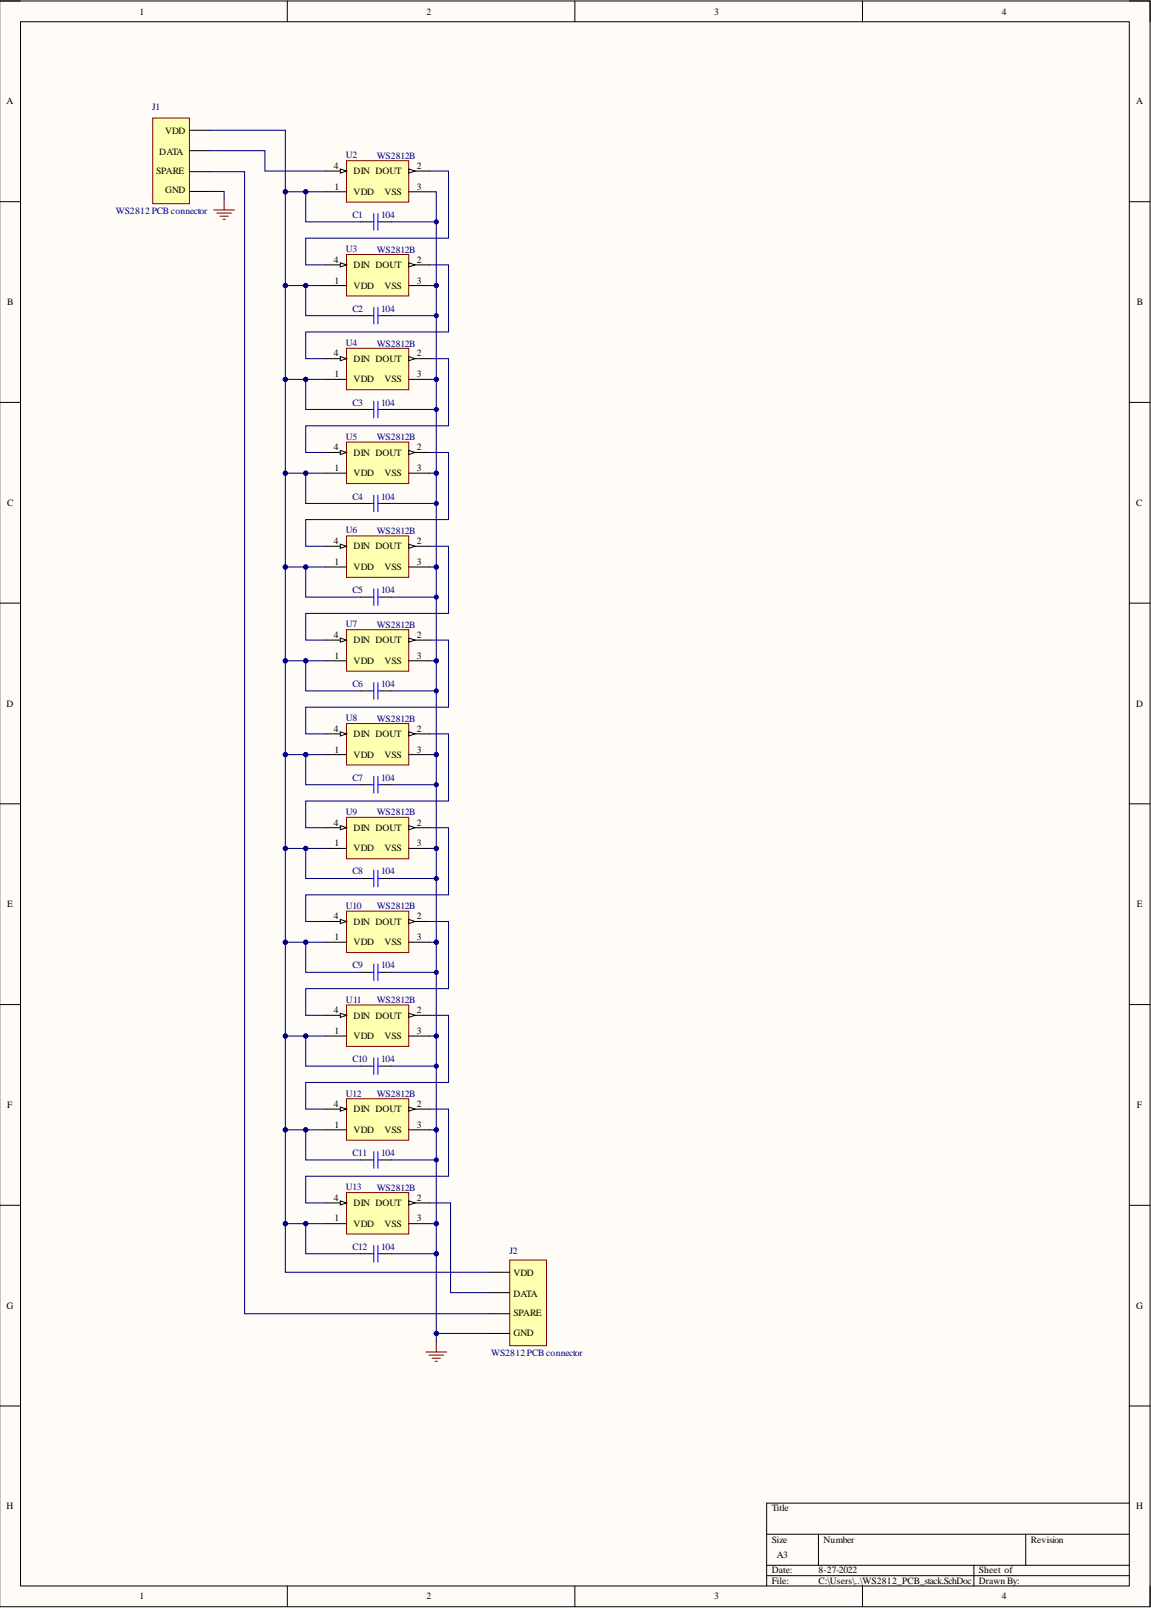 1 2 3 4
A A
J1
VDD
DATA
SPARE
GND
WS2812 PCB connector
U2 WS2812B
4 DIN DOUT 2
1 VDD VSS 3
C1 104
U3 WS2812B
4 DIN DOUT 2
1 VDD VSS 3
B B
C2 104
U4 WS2812B
4 DIN DOUT 2
1 VDD VSS 3
C3 104
U5 WS2812B
4 DIN DOUT 2
1 VDD VSS 3
C4 104
C C
U6 WS2812B
4 DIN DOUT 2
1 VDD VSS 3
C5 104
U7 WS2812B
4 DIN DOUT 2
1 VDD VSS 3
C6 104
D D
U8 WS2812B
4 DIN DOUT 2
1 VDD VSS 3
C7 104
U9 WS2812B
4 DIN DOUT 2
1 VDD VSS 3
C8 104
E E
U10 WS2812B
4 DIN DOUT 2
1 VDD VSS 3
C9 104
U11 WS2812B
4 DIN DOUT 2
1 VDD VSS 3
C10 104
U12 WS2812B
F F
4 DIN DOUT 2
1 VDD VSS 3
C11 104
U13 WS2812B
4 DIN DOUT 2
1 VDD VSS 3
C12 104
J2
VDD
DATA
SPARE
GND
WS2812 PCB connector
G G
H H
Title
Size Number Revision
A3
Date: 8-27-2022 Sheet of
File: C:\Users\..\WS2812_PCB_stack.SchDoc Drawn By:
1 2 3 4